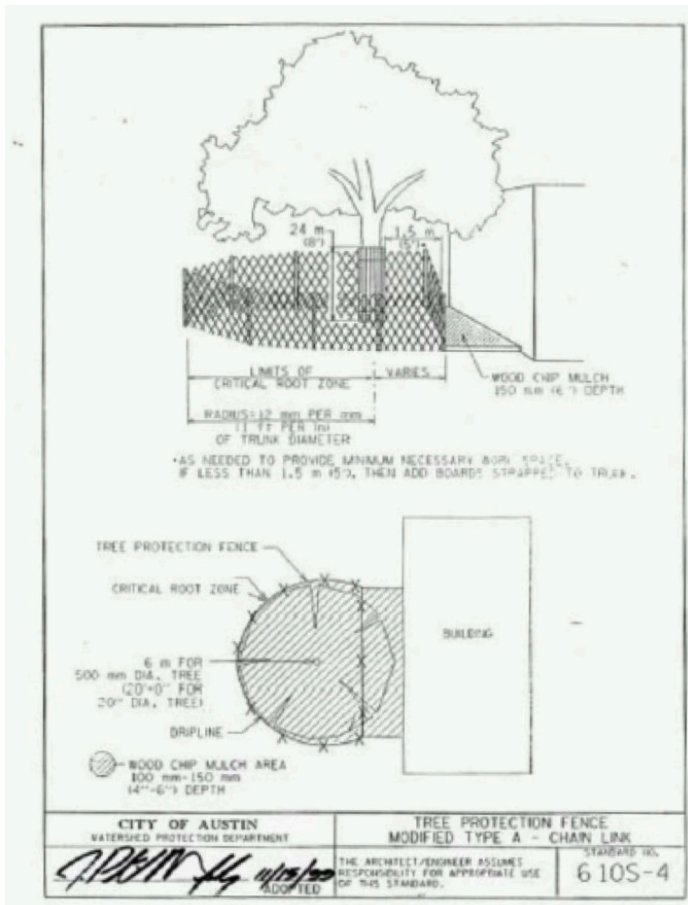 24 m
(8')
1.5 m
(5')*
LIMITS OF
CRITICAL ROOT ZONE
VARIES
WOOD CHIP MULCH
150 mm (6") DEPTH
RADIUS=12 mm PER mm
(1 ft PER in)
OF TRUNK DIAMETER
*AS NEEDED TO PROVIDE MINIMUM NECESSARY WORK SPACE.
IF LESS THAN 1.5 m (5'), THEN ADD BOARDS STRAPPED TO TRUNK.
TREE PROTECTION FENCE
CRITICAL ROOT ZONE
BUILDING
6 m FOR
500 mm DIA. TREE
(20'-0" FOR
20" DIA. TREE)
DRIPLINE
WOOD CHIP MULCH AREA
100 mm-150 mm
(4"-6") DEPTH
CITY OF AUSTIN
WATERSHED PROTECTION DEPARTMENT
TREE PROTECTION FENCE
MODIFIED TYPE A - CHAIN LINK
11/15/99
ADOPTED
THE ARCHITECT/ENGINEER ASSUMES
RESPONSIBILITY FOR APPROPRIATE USE
OF THIS STANDARD.
STANDARD NO.
610S-4